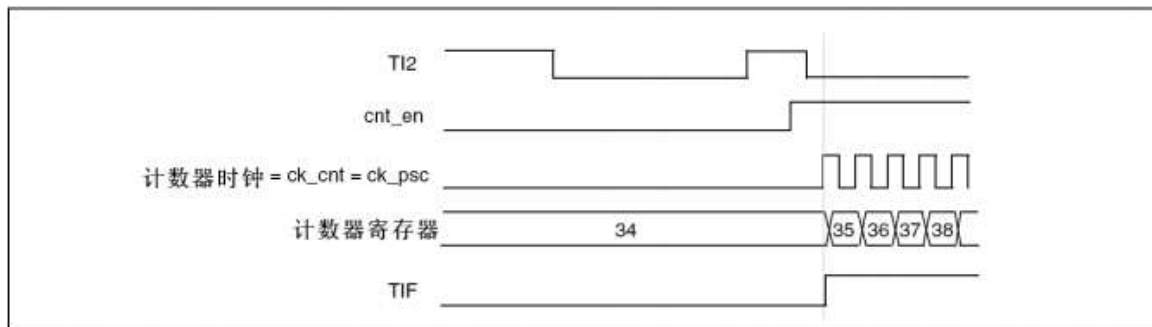 TI2
cnt_en
计数器时钟 = ck_cnt = ck_psc
计数器寄存器 34 35 36 37 38
TIF